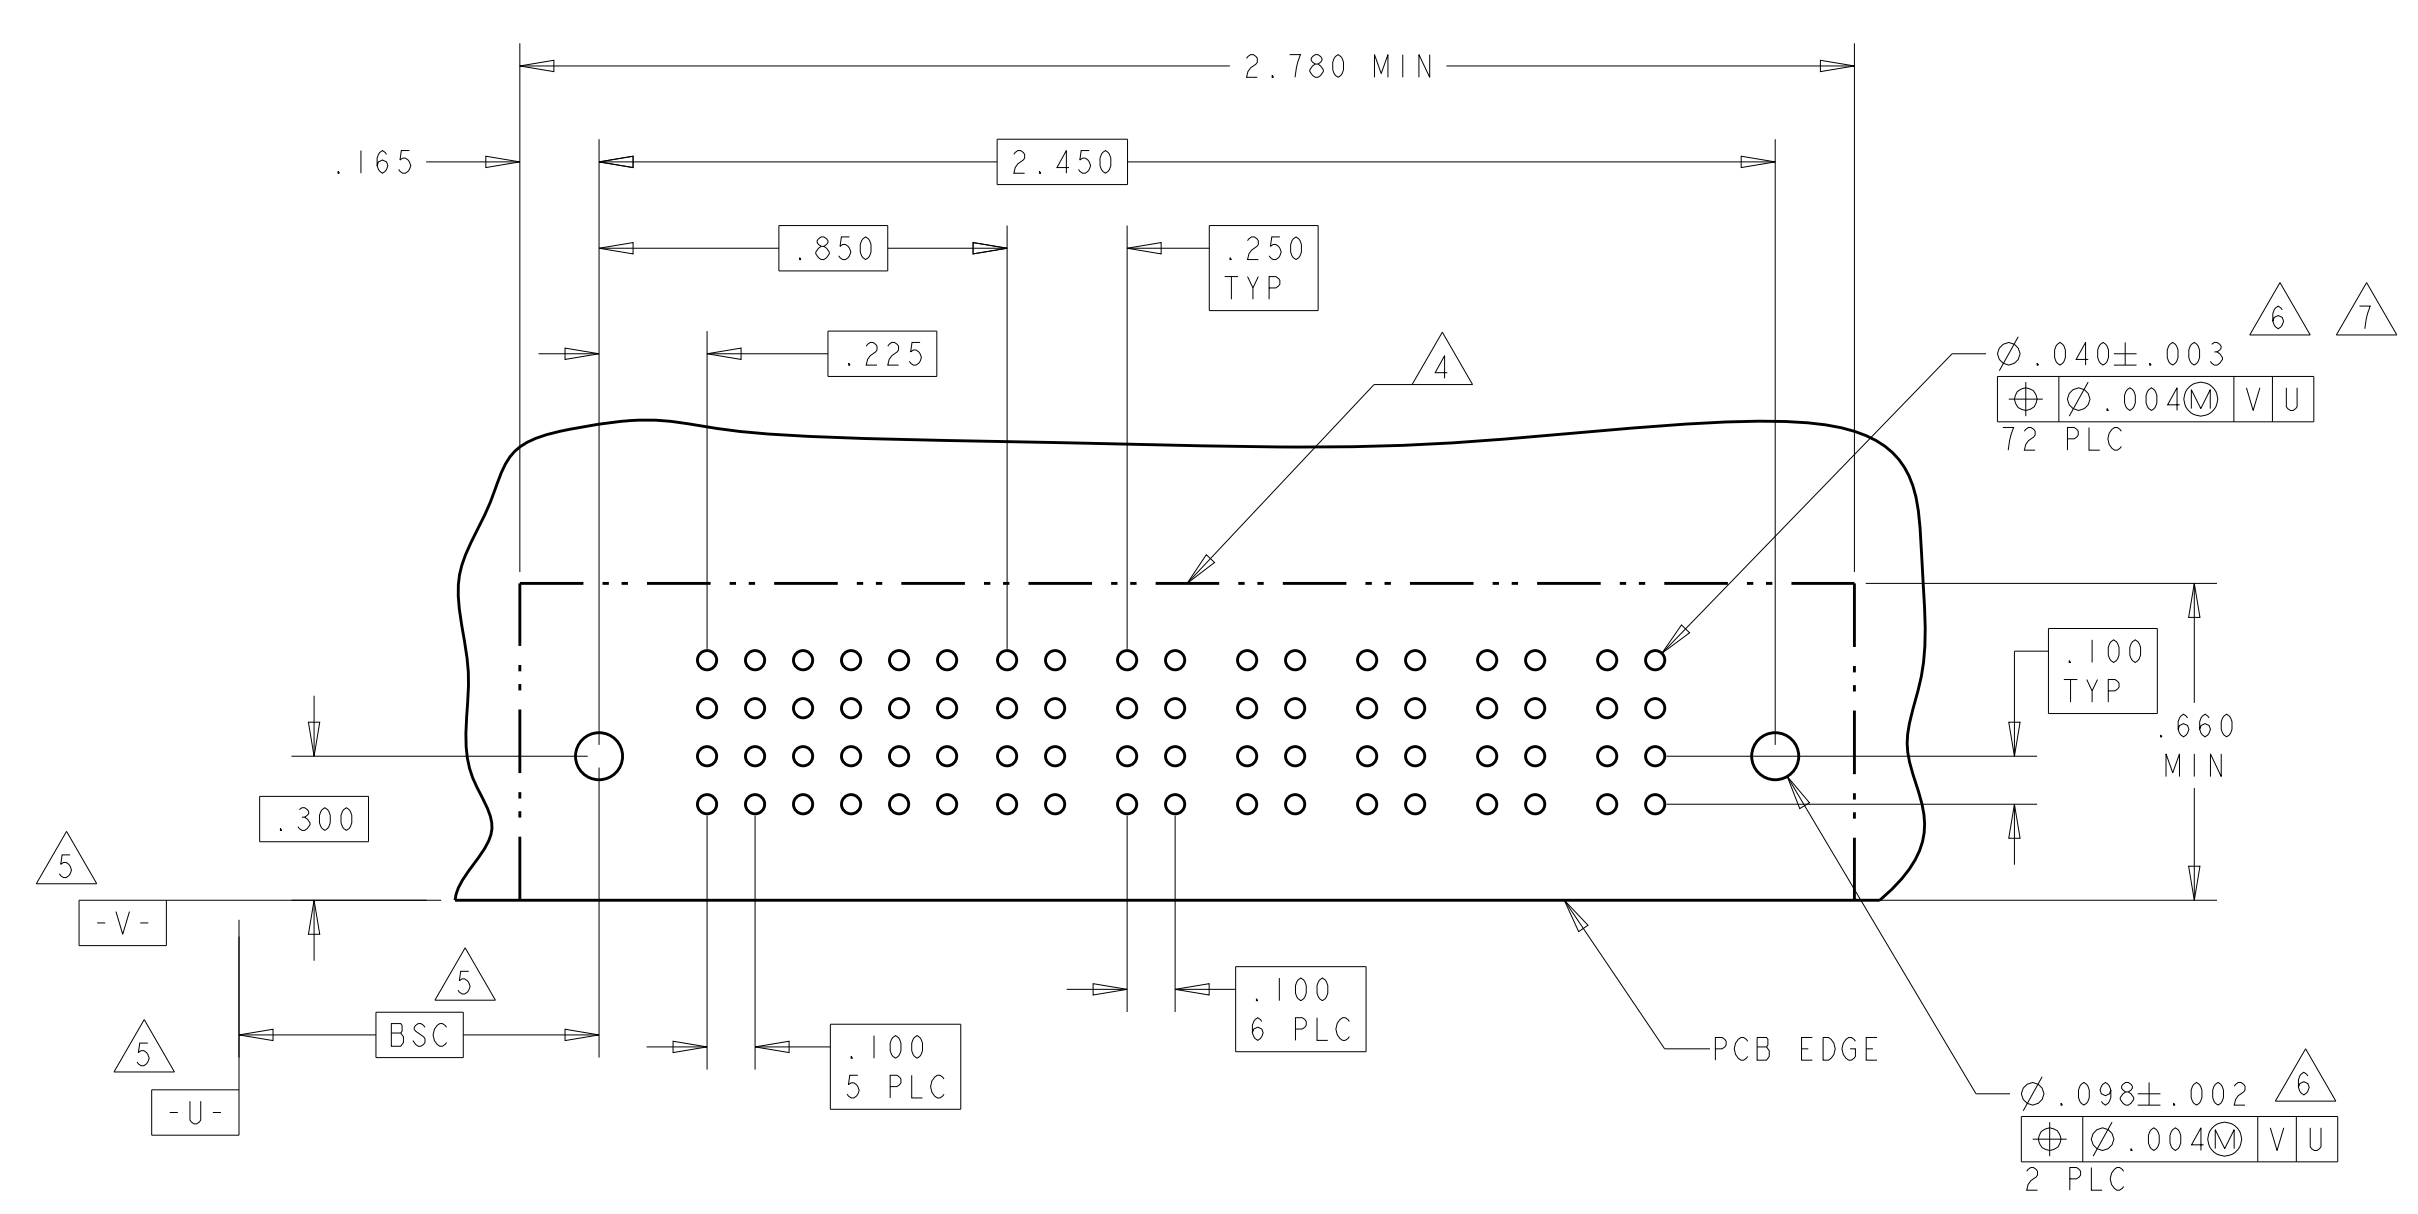 2.780 MIN
.165
2.450
.850
.250
TYP
.225
4
6
7
Ø.040±.003
⌖ Ø.004Ⓜ V U
72 PLC
.100
TYP
.660
MIN
.300
5
-V-
5
BSC
5
-U-
.100
5 PLC
.100
6 PLC
PCB EDGE
6
Ø.098±.002
⌖ Ø.004Ⓜ V U
2 PLC